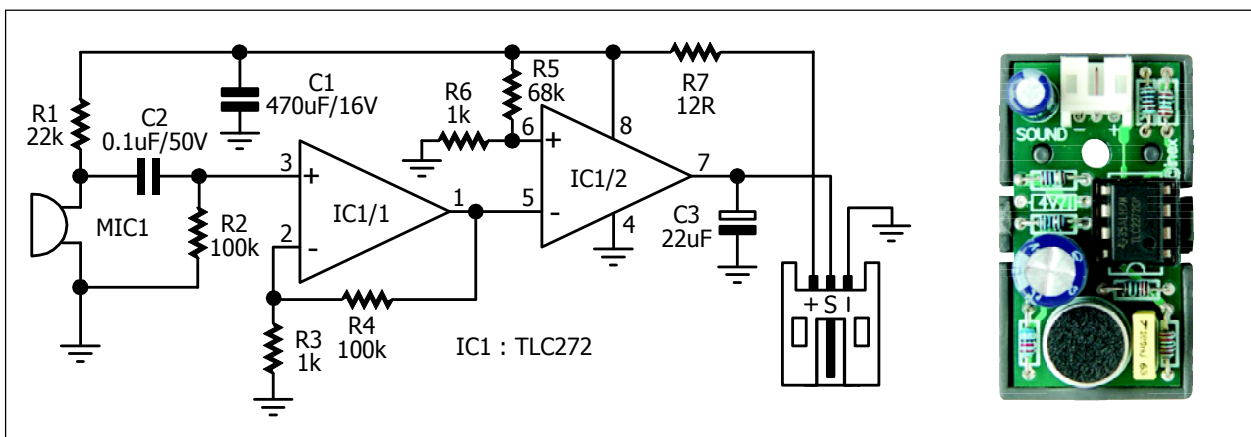 R1
22k
C2
0.1uF/50V
C1
470uF/16V
R6
1k
R5
68k
R7
12R
MIC1
R2
100k
3
+
2
-
IC1/1
1
R3
1k
R4
100k
6
+
5
-
IC1/2
8
7
4
C3
22uF
IC1 : TLC272
+ S -
SOUND
- +
inex